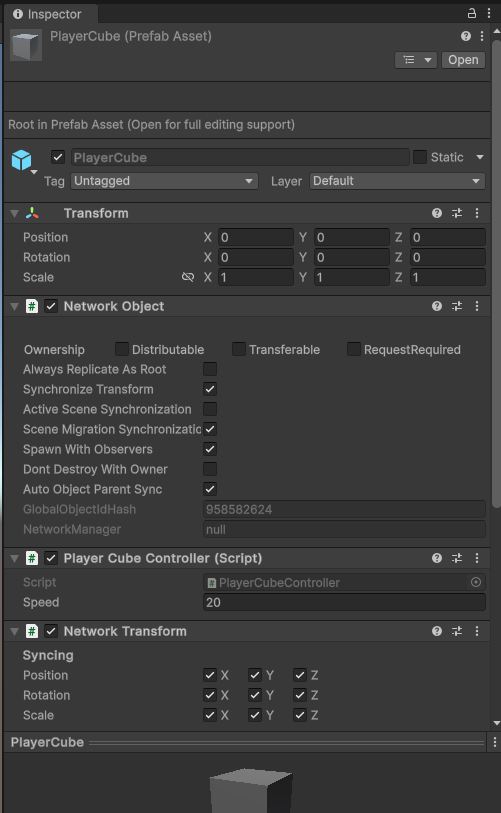 Inspector
PlayerCube (Prefab Asset)
Open
Root in Prefab Asset (Open for full editing support)
PlayerCube Static
Tag Untagged Layer Default
Transform
Position X 0 Y 0 Z 0
Rotation X 0 Y 0 Z 0
Scale X 1 Y 1 Z 1
# Network Object
Ownership Distributable Transferable RequestRequired
Always Replicate As Root
Synchronize Transform
Active Scene Synchronization
Scene Migration Synchronizatio
Spawn With Observers
Dont Destroy With Owner
Auto Object Parent Sync
GlobalObjectIdHash 958582624
NetworkManager null
# Player Cube Controller (Script)
Script # PlayerCubeController
Speed 20
# Network Transform
Syncing
Position X Y Z
Rotation X Y Z
Scale X Y Z
PlayerCube